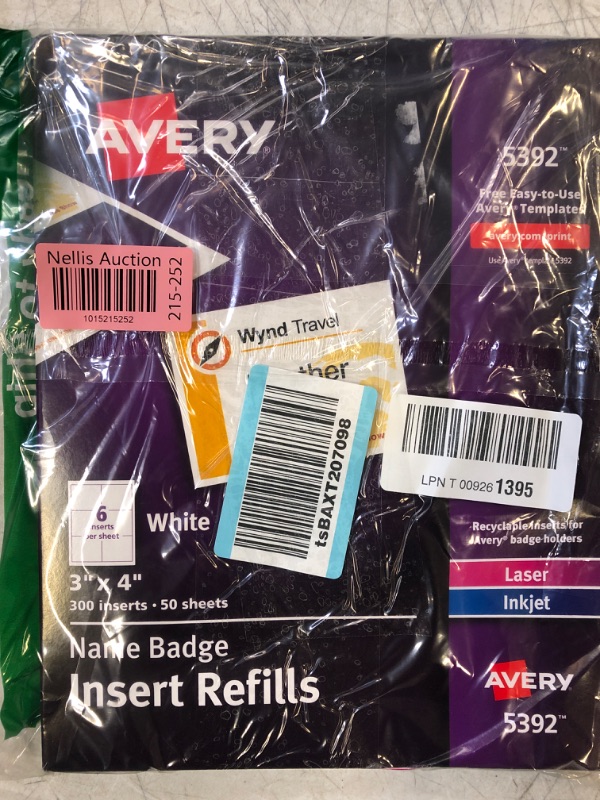 AVERY
5392™
Free Easy-to-Use
Avery® Templates
avery.com/print
Use Avery® template 5392
Nellis Auction
215-252
1015215252
Wynd Travel
ther
tsBAXT207098
LPN T 00926 1395
6
inserts
per sheet
White
3" x 4"
300 inserts • 50 sheets
Recyclable Inserts for
Avery® badge holders
Laser
Inkjet
Name Badge
Insert Refills
AVERY
5392™